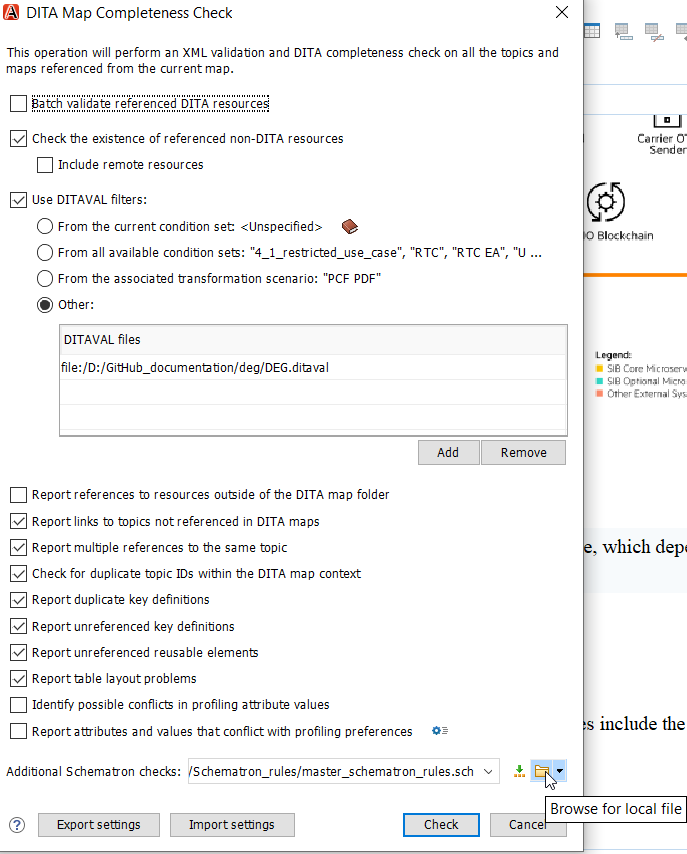 DITA Map Completeness Check
This operation will perform an XML validation and DITA completeness check on all the topics and
maps referenced from the current map.
Batch validate referenced DITA resources
Check the existence of referenced non-DITA resources
Include remote resources
Use DITAVAL filters:
From the current condition set: <Unspecified>
From all available condition sets: "4_1_restricted_use_case", "RTC", "RTC EA", "U ...
From the associated transformation scenario: "PCF PDF"
Other:
DITAVAL files
file:/D:/GitHub_documentation/deg/DEG.ditaval
Add
Remove
Report references to resources outside of the DITA map folder
Report links to topics not referenced in DITA maps
Report multiple references to the same topic
Check for duplicate topic IDs within the DITA map context
Report duplicate key definitions
Report unreferenced key definitions
Report unreferenced reusable elements
Report table layout problems
Identify possible conflicts in profiling attribute values
Report attributes and values that conflict with profiling preferences
Additional Schematron checks: /Schematron_rules/master_schematron_rules.sch
Browse for local file
Export settings
Import settings
Check
Cancel
Carrier
Sender
Blockchain
Legend:
SIB Core Microserv
SIB Optional Micro
Other External Sys
e, which depe
es include the